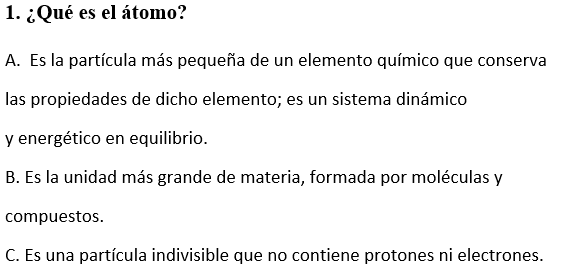 1. ¿Qué es el átomo?
A.  Es la partícula más pequeña de un elemento químico que conserva
las propiedades de dicho elemento; es un sistema dinámico
y energético en equilibrio.
B. Es la unidad más grande de materia, formada por moléculas y
compuestos.
C. Es una partícula indivisible que no contiene protones ni electrones.